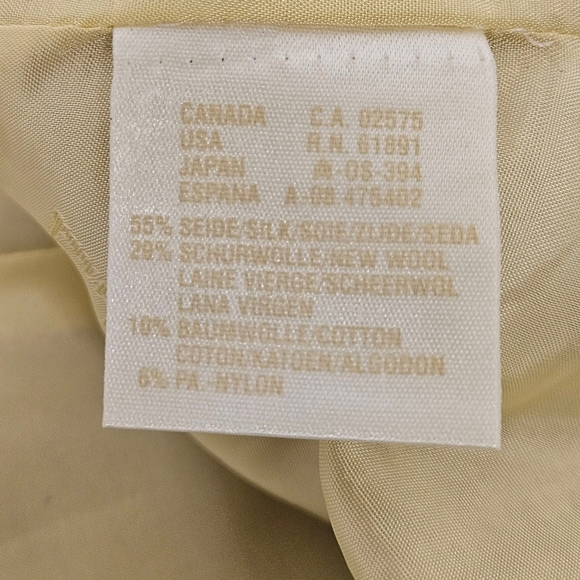 CANADA C.A. 02575
USA R.N. 61891
JAPAN -OS-394
ESPANA A-08 475402
55% SEIDE/SILK/SOIE/ZIJDE/SEDA
29% SCHURWOLLE/NEW WOOL
LAINE VIERGE/SCHEERWOL
LANA VIRGEN
10% BAUMWOLLE/COTTON
COTON/KATOEN/ALGODON
6% PA.-NYLON